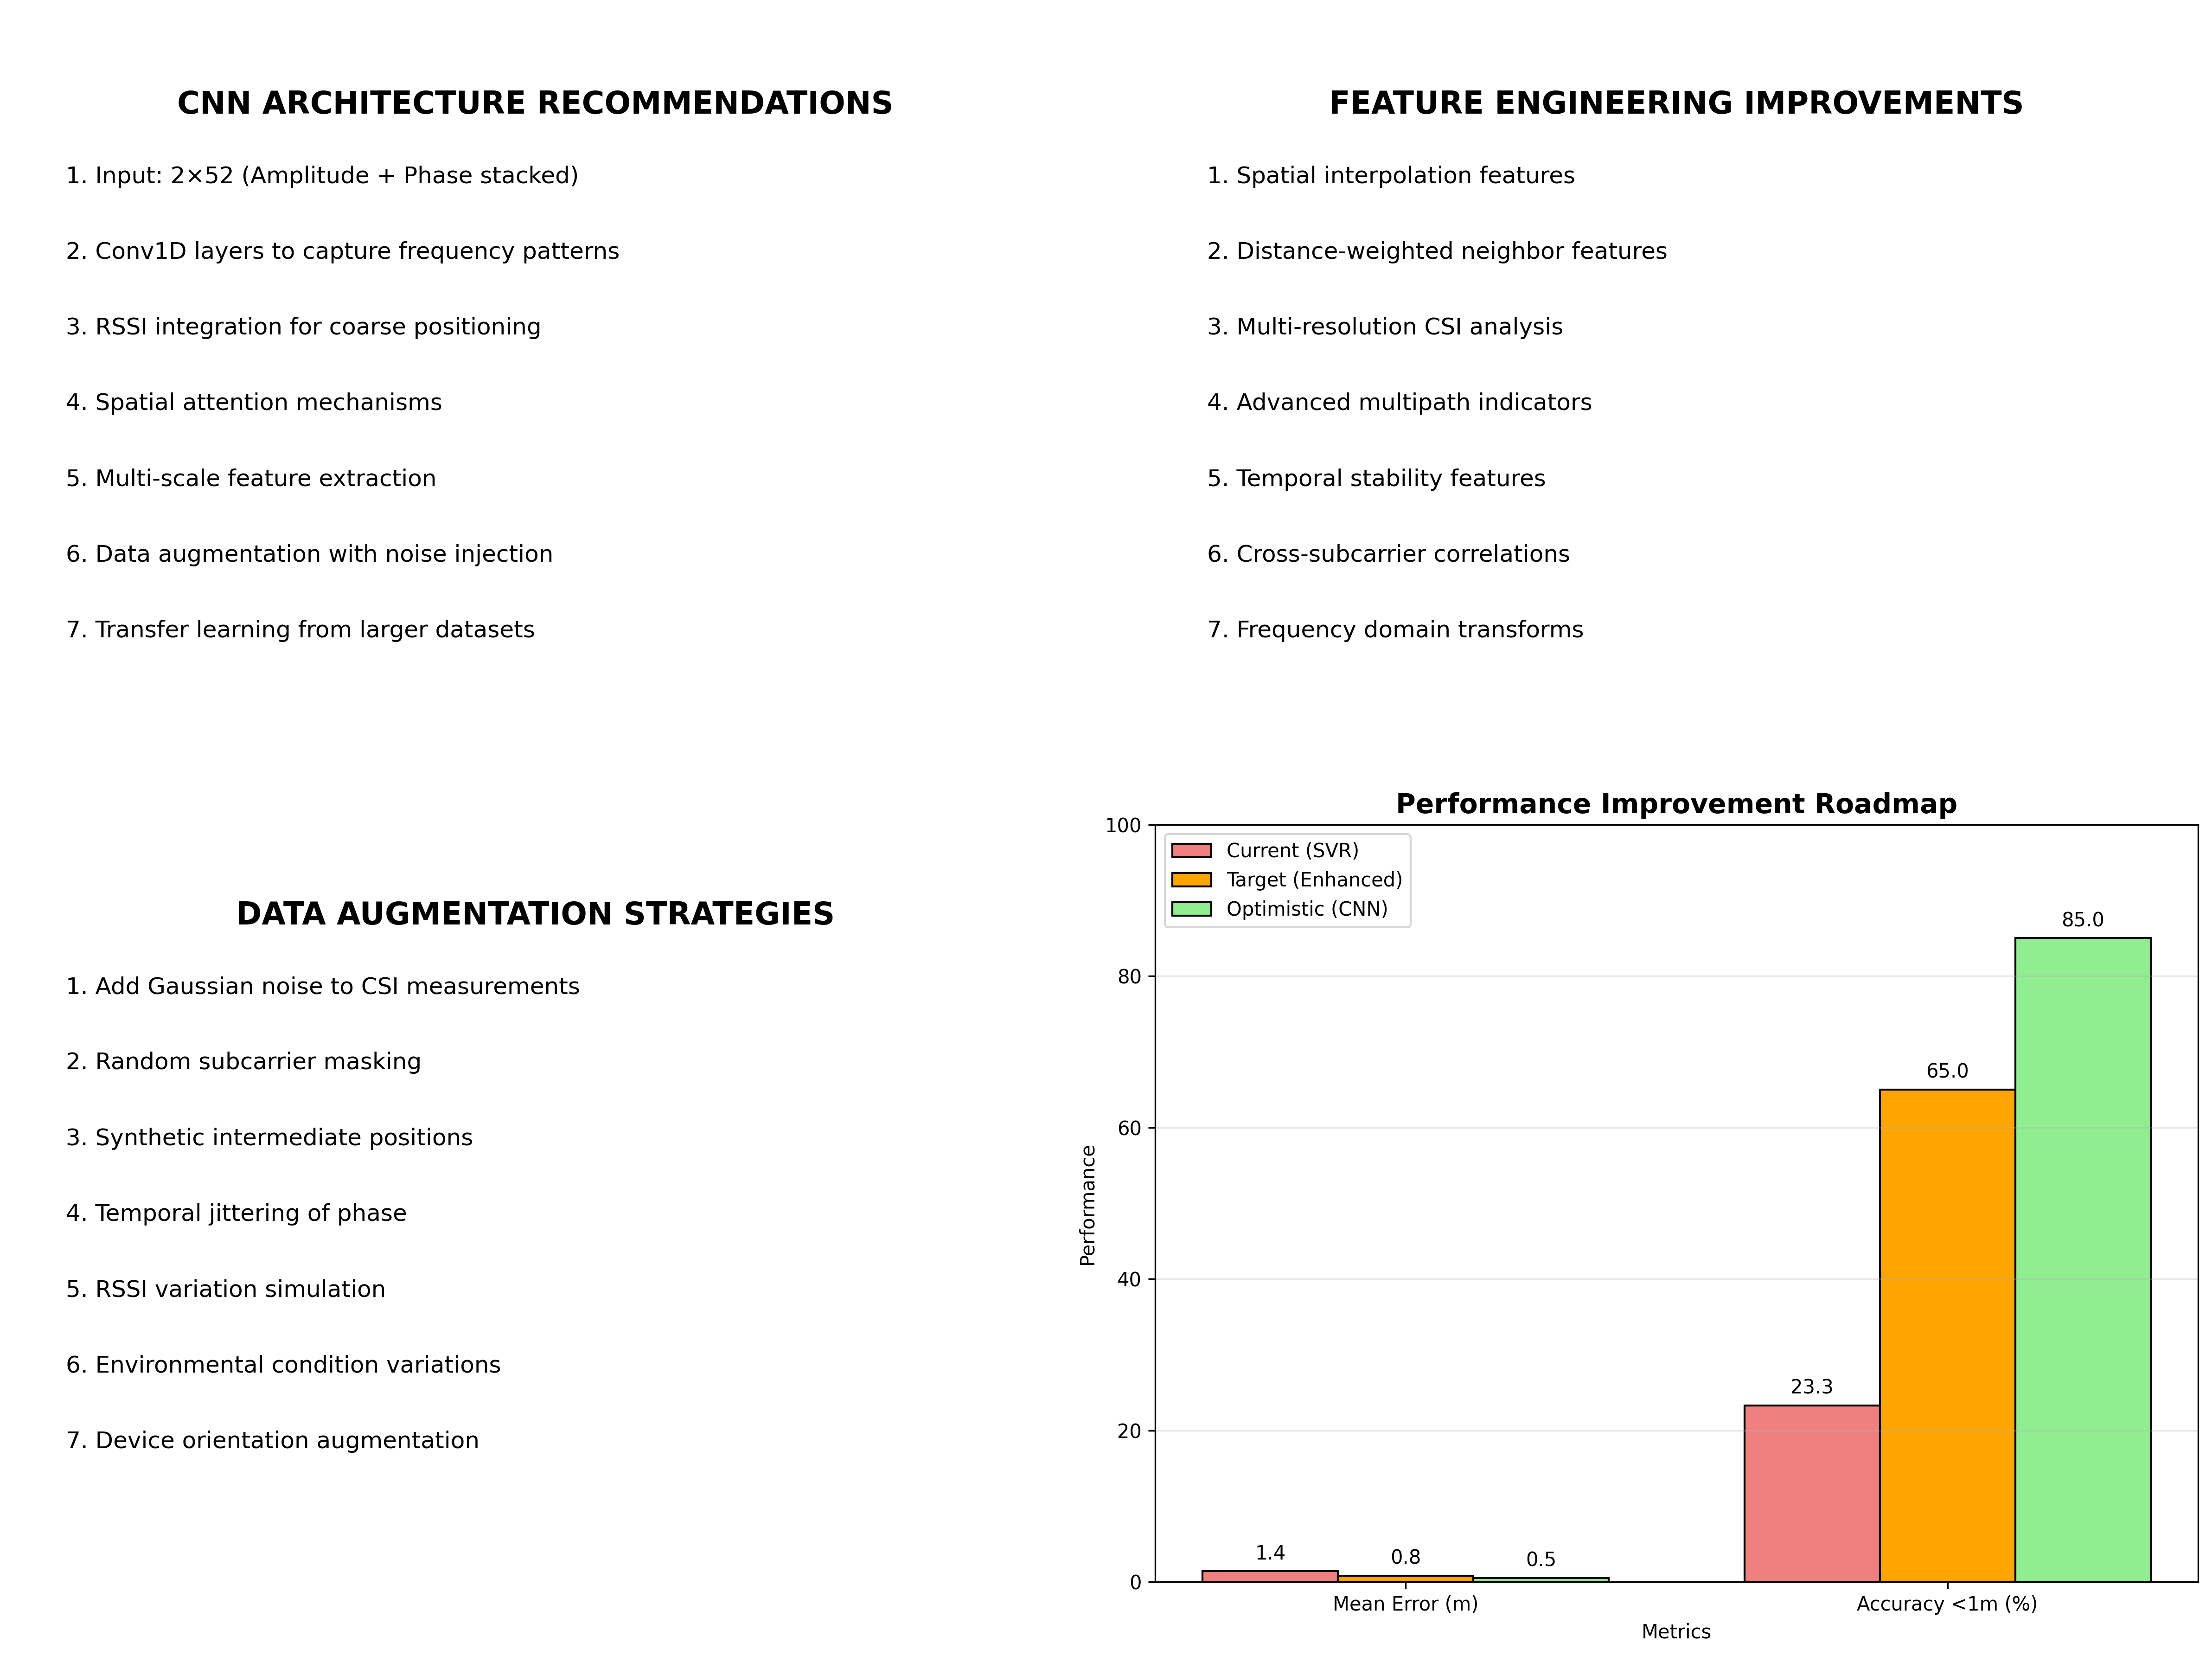 CNN ARCHITECTURE RECOMMENDATIONS
1. Input: 2×52 (Amplitude + Phase stacked)
2. Conv1D layers to capture frequency patterns
3. RSSI integration for coarse positioning
4. Spatial attention mechanisms
5. Multi-scale feature extraction
6. Data augmentation with noise injection
7. Transfer learning from larger datasets
FEATURE ENGINEERING IMPROVEMENTS
1. Spatial interpolation features
2. Distance-weighted neighbor features
3. Multi-resolution CSI analysis
4. Advanced multipath indicators
5. Temporal stability features
6. Cross-subcarrier correlations
7. Frequency domain transforms
DATA AUGMENTATION STRATEGIES
1. Add Gaussian noise to CSI measurements
2. Random subcarrier masking
3. Synthetic intermediate positions
4. Temporal jittering of phase
5. RSSI variation simulation
6. Environmental condition variations
7. Device orientation augmentation
Performance Improvement Roadmap
Current (SVR)
Target (Enhanced)
Optimistic (CNN)
Performance
100
80
60
40
20
0
1.4
0.8
0.5
23.3
65.0
85.0
Mean Error (m)
Accuracy <1m (%)
Metrics